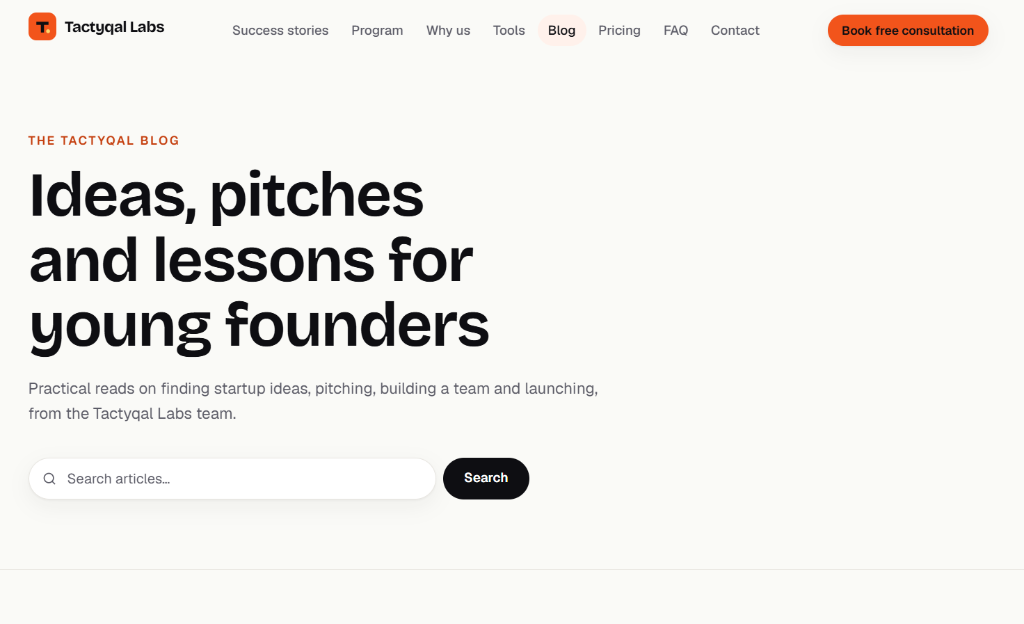 Tactyqal Labs
Success stories
Program
Why us
Tools
Blog
Pricing
FAQ
Contact
Book free consultation
THE TACTYQAL BLOG
Ideas, pitches
and lessons for
young founders
Practical reads on finding startup ideas, pitching, building a team and launching,
from the Tactyqal Labs team.
Search articles...
Search